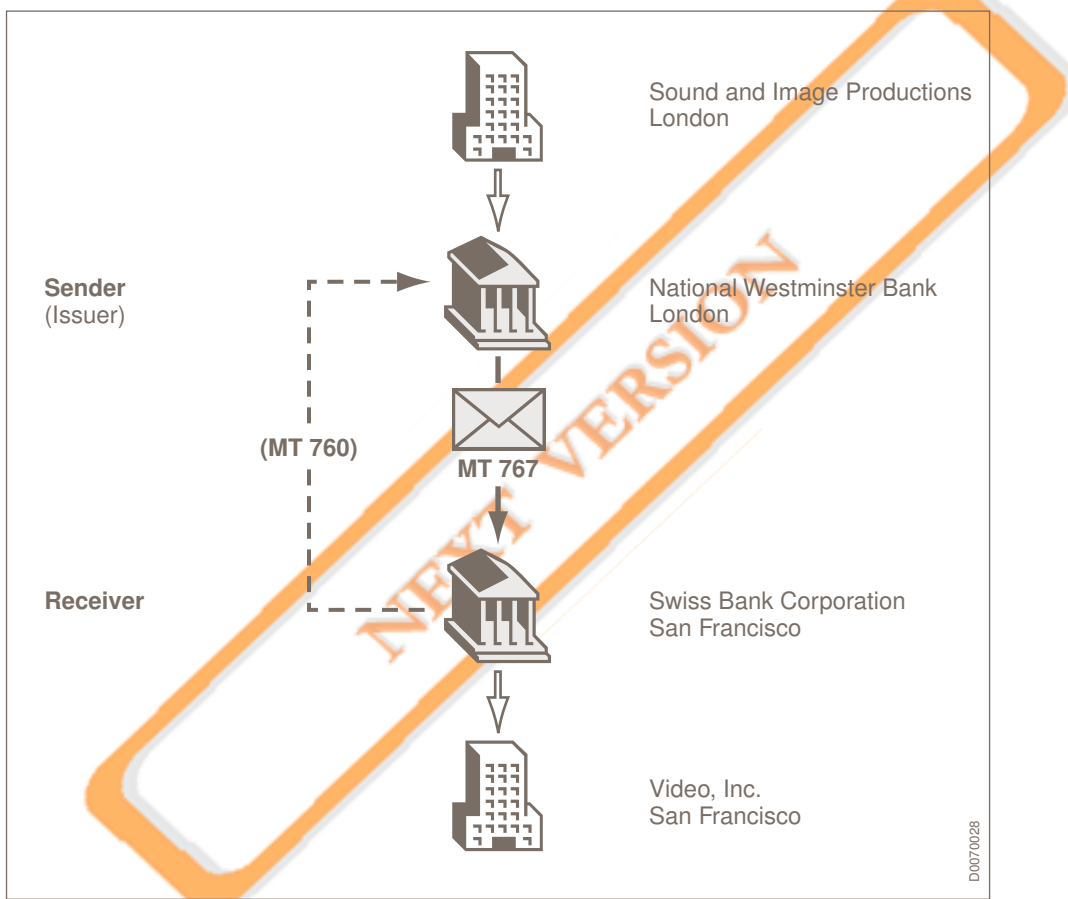 Sound and Image Productions
London
Sender
(Issuer)
National Westminster Bank
London
(MT 760)
MT 767
Receiver
Swiss Bank Corporation
San Francisco
Video, Inc.
San Francisco
D0070028
NEXT VERSION